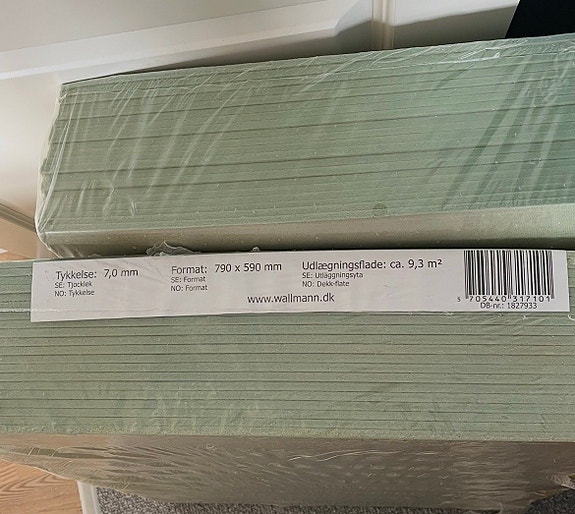 Tykkelse: 7,0 mm
SE: Tjocklek
NO: Tykkelse
Format: 790 x 590 mm
SE: Format
NO: Format
Udlægningsflade: ca. 9,3 m²
SE: Utläggningsyta
NO: Dekk-flate
www.wallmann.dk
5 705440 317101
DB-nr.: 1827933